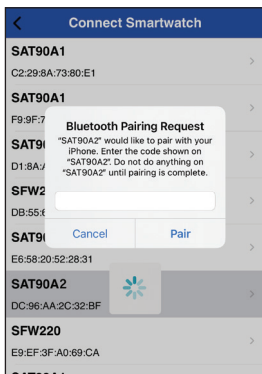 Connect Smartwatch
SAT90A1
C2:29:8A:73:80:E1
SAT90A1
F9:9F:7
Bluetooth Pairing Request
"SAT90A2" would like to pair with your
iPhone. Enter the code shown on
"SAT90A2". Do not do anything on
"SAT90A2" until pairing is complete.
SAT9
D1:8A:
SFW2
DB:55:
Cancel
Pair
SAT9
E6:58:20:52:28:31
SAT90A2
DC:96:AA:2C:32:BF
SFW220
E9:EF:3F:A0:69:CA